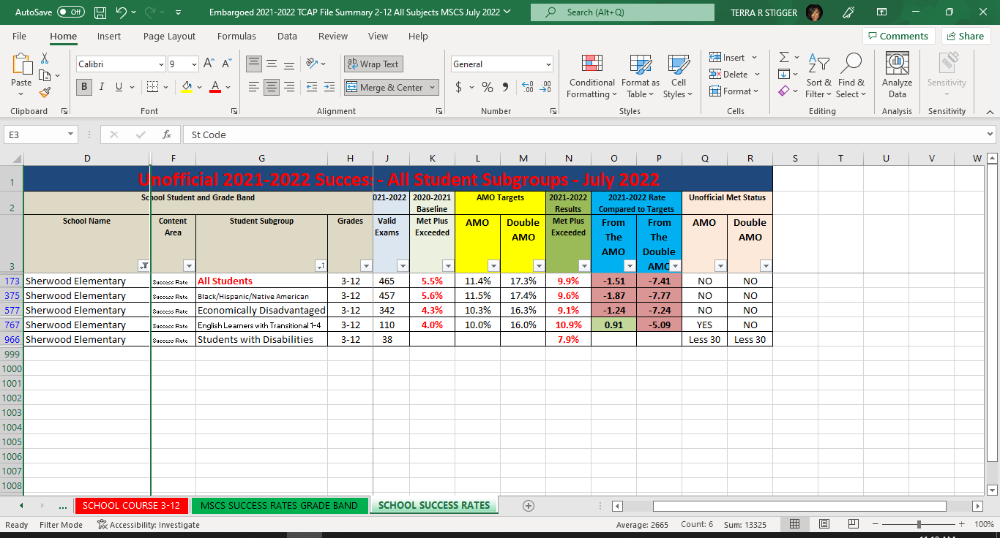 AutoSave Off Embargoed 2021-2022 TCAP File Summary 2-12 All Subjects MSCS July 2022 Search (Alt+Q) TERRA R STIGGER
File Home Insert Page Layout Formulas Data Review View Help Comments Share
Paste Calibri 9 A A ab Wrap Text General Conditional Formatting Format as Table Cell Styles Insert Delete Format Sort & Filter Find & Select Analyze Data Sensitivity
B I U A Merge & Center $ % 9
Clipboard Font Alignment Number Styles Cells Editing Analysis Sensitivity
E3 fx St Code
D F G H J K L M N O P Q R S T U V W
1 Unofficial 2021-2022 Success - All Student Subgroups - July 2022
2 School Student and Grade Band 021-2022 2020-2021 Baseline AMO Targets 2021-2022 Results 2021-2022 Rate Compared to Targets Unofficial Met Status
3 School Name Content Area Student Subgroup Grades Valid Exams Met Plus Exceeded AMO Double AMO Met Plus Exceeded From The AMO From The Double AMO AMO Double AMO
173 Sherwood Elementary Success Rate All Students 3-12 465 5.5% 11.4% 17.3% 9.9% -1.51 -7.41 NO NO
375 Sherwood Elementary Success Rate Black/Hispanic/Native American 3-12 457 5.6% 11.5% 17.4% 9.6% -1.87 -7.77 NO NO
577 Sherwood Elementary Success Rate Economically Disadvantaged 3-12 342 4.3% 10.3% 16.3% 9.1% -1.24 -7.24 NO NO
767 Sherwood Elementary Success Rate English Learners with Transitional 1-4 3-12 110 4.0% 10.0% 16.0% 10.9% 0.91 -5.09 YES NO
966 Sherwood Elementary Success Rate Students with Disabilities 3-12 38 7.9% Less 30 Less 30
999
1000
1001
1002
1003
1004
1005
1006
1007
1008
... SCHOOL COURSE 3-12 MSCS SUCCESS RATES GRADE BAND SCHOOL SUCCESS RATES
Ready Filter Mode Accessibility: Investigate Average: 2665 Count: 6 Sum: 13325 100%